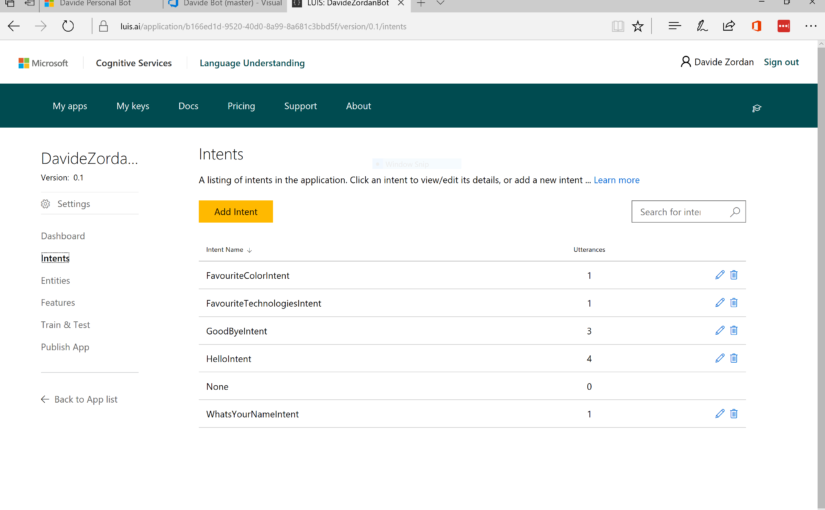 Davide Personal Bot
Davide Bot (master) - Visual
LUIS: DavideZordanBot
luis.ai/application/b166ed1d-9520-40d0-8a99-8a681c3bbd5f/version/0.1/intents
Microsoft
Cognitive Services
Language Understanding
Davide Zordan
Sign out
My apps
My keys
Docs
Pricing
Support
About
DavideZorda...
Version: 0.1
Settings
Dashboard
Intents
Entities
Features
Train & Test
Publish App
Back to App list
Intents
A listing of intents in the application. Click an intent to view/edit its details, or add a new intent ... Learn more
Add Intent
Search for inte
Intent Name Utterances
FavouriteColorIntent 1
FavouriteTechnologiesIntent 1
GoodByeIntent 3
HelloIntent 4
None 0
WhatsYourNameIntent 1